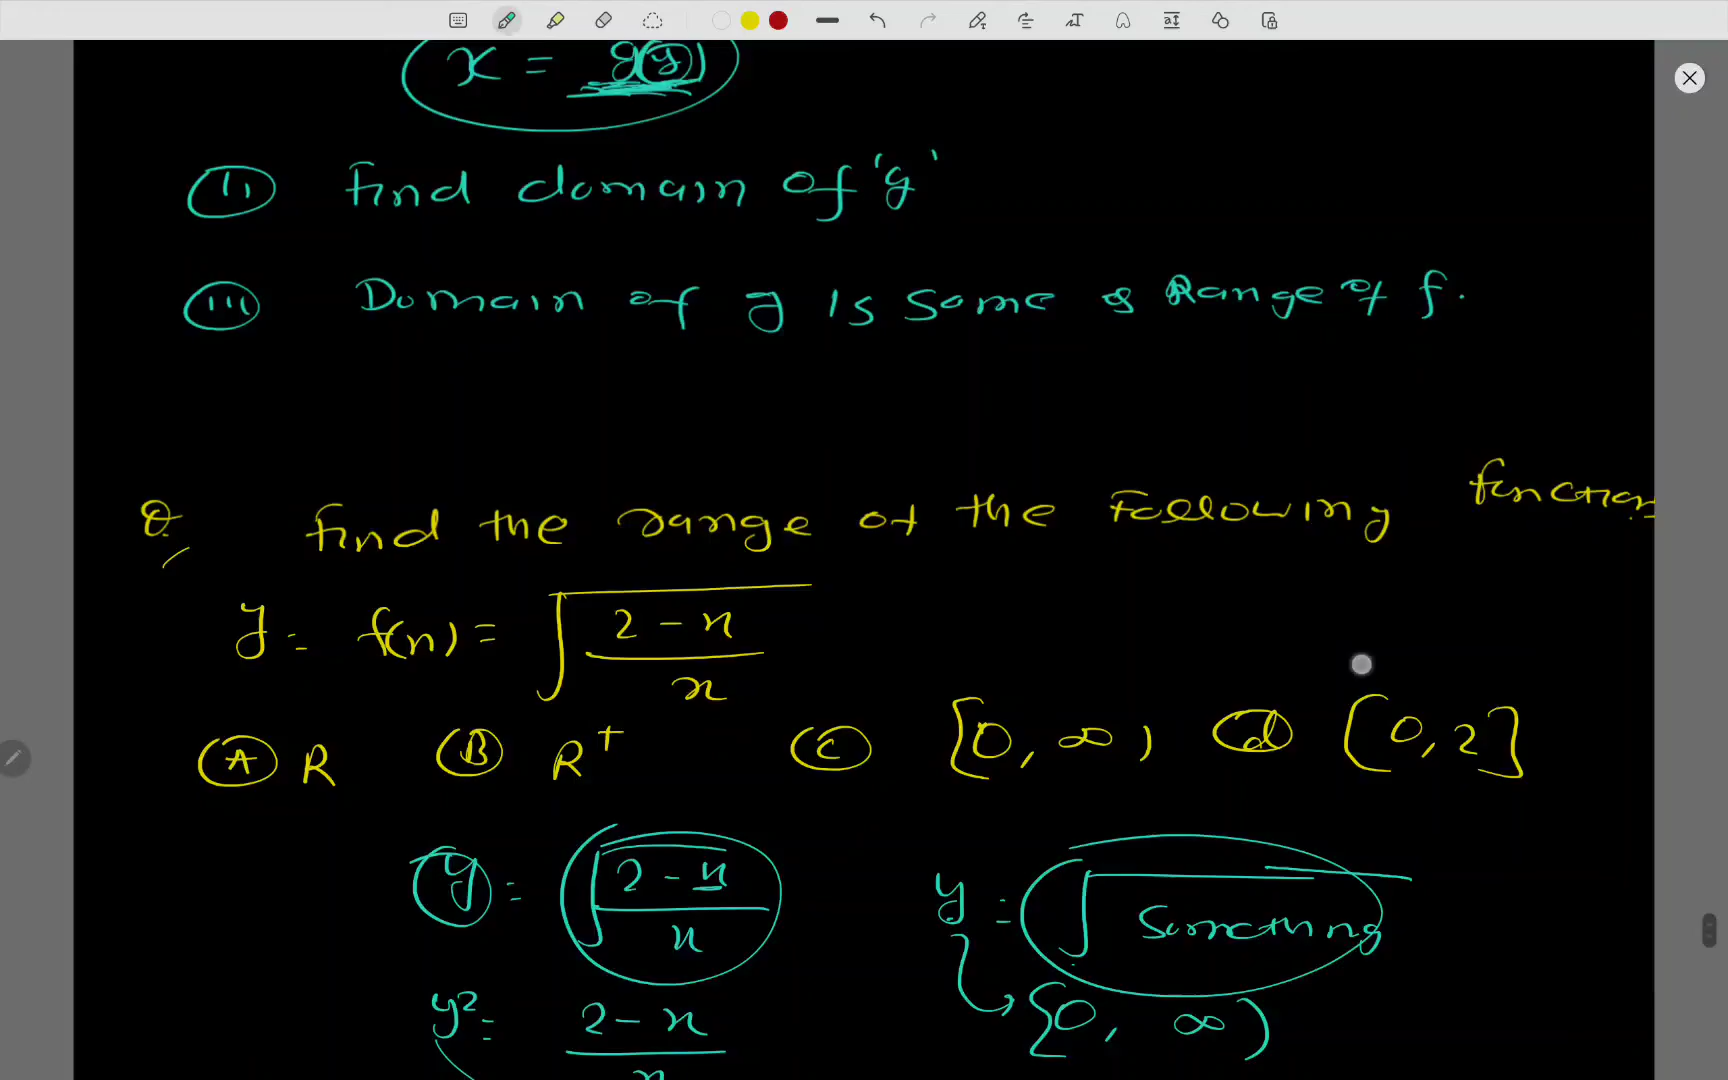 x = g(y)
(ii) Find domain of 'g'
(iii) Domain of g is same as Range of f.
Q Find the range of the following function
y = f(x) = √((2 - x)/x)
(A) R (B) R⁺ (C) [0, ∞) (d) (0, 2]
y = √((2 - x)/x) y = √Something
y² = (2 - x)/x [0, ∞)